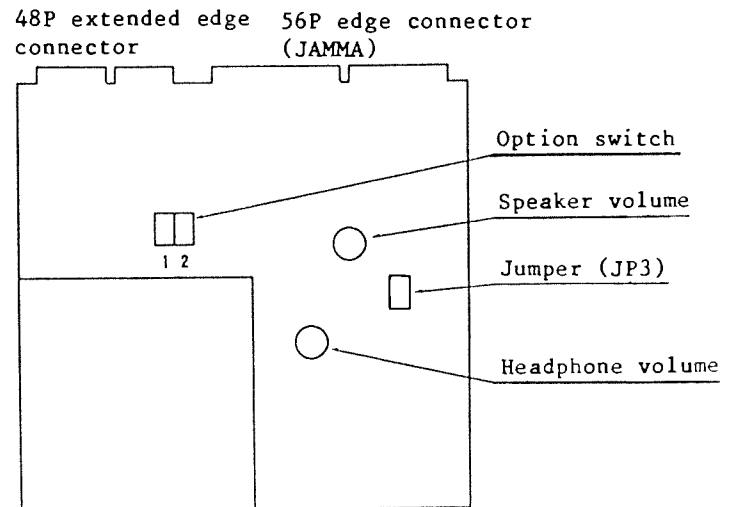 48P extended edge connector
56P edge connector (JAMMA)
Option switch
Speaker volume
1 2
Jumper (JP3)
Headphone volume